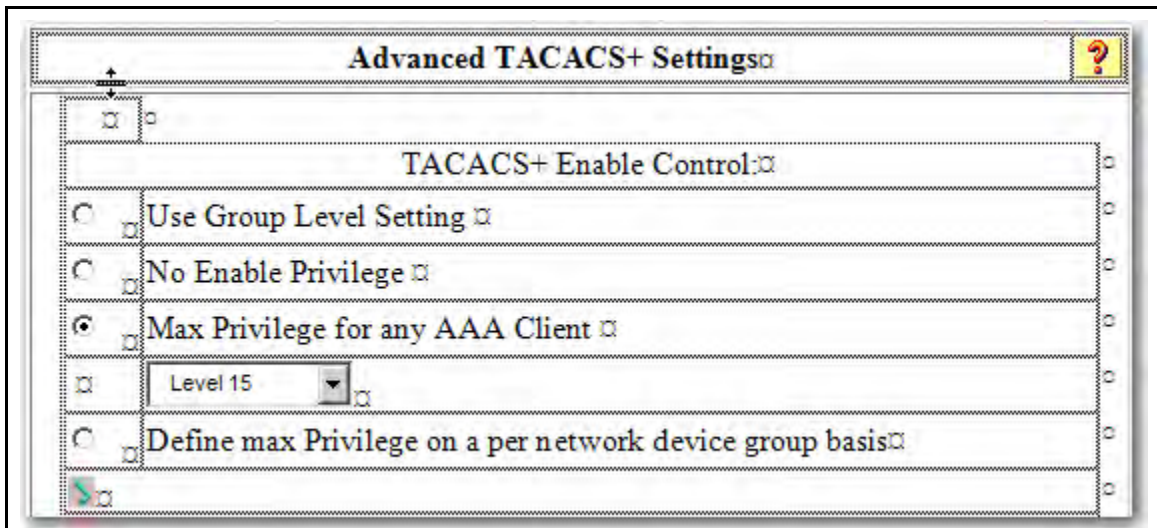 Advanced TACACS+ Settings¤
?
¤ ¤
TACACS+ Enable Control:¤ ¤
¤ Use Group Level Setting ¤ ¤
¤ No Enable Privilege ¤ ¤
¤ Max Privilege for any AAA Client ¤ ¤
¤ Level 15 ¤ ¤
¤ Define max Privilege on a per network device group basis¤ ¤
¤ ¤